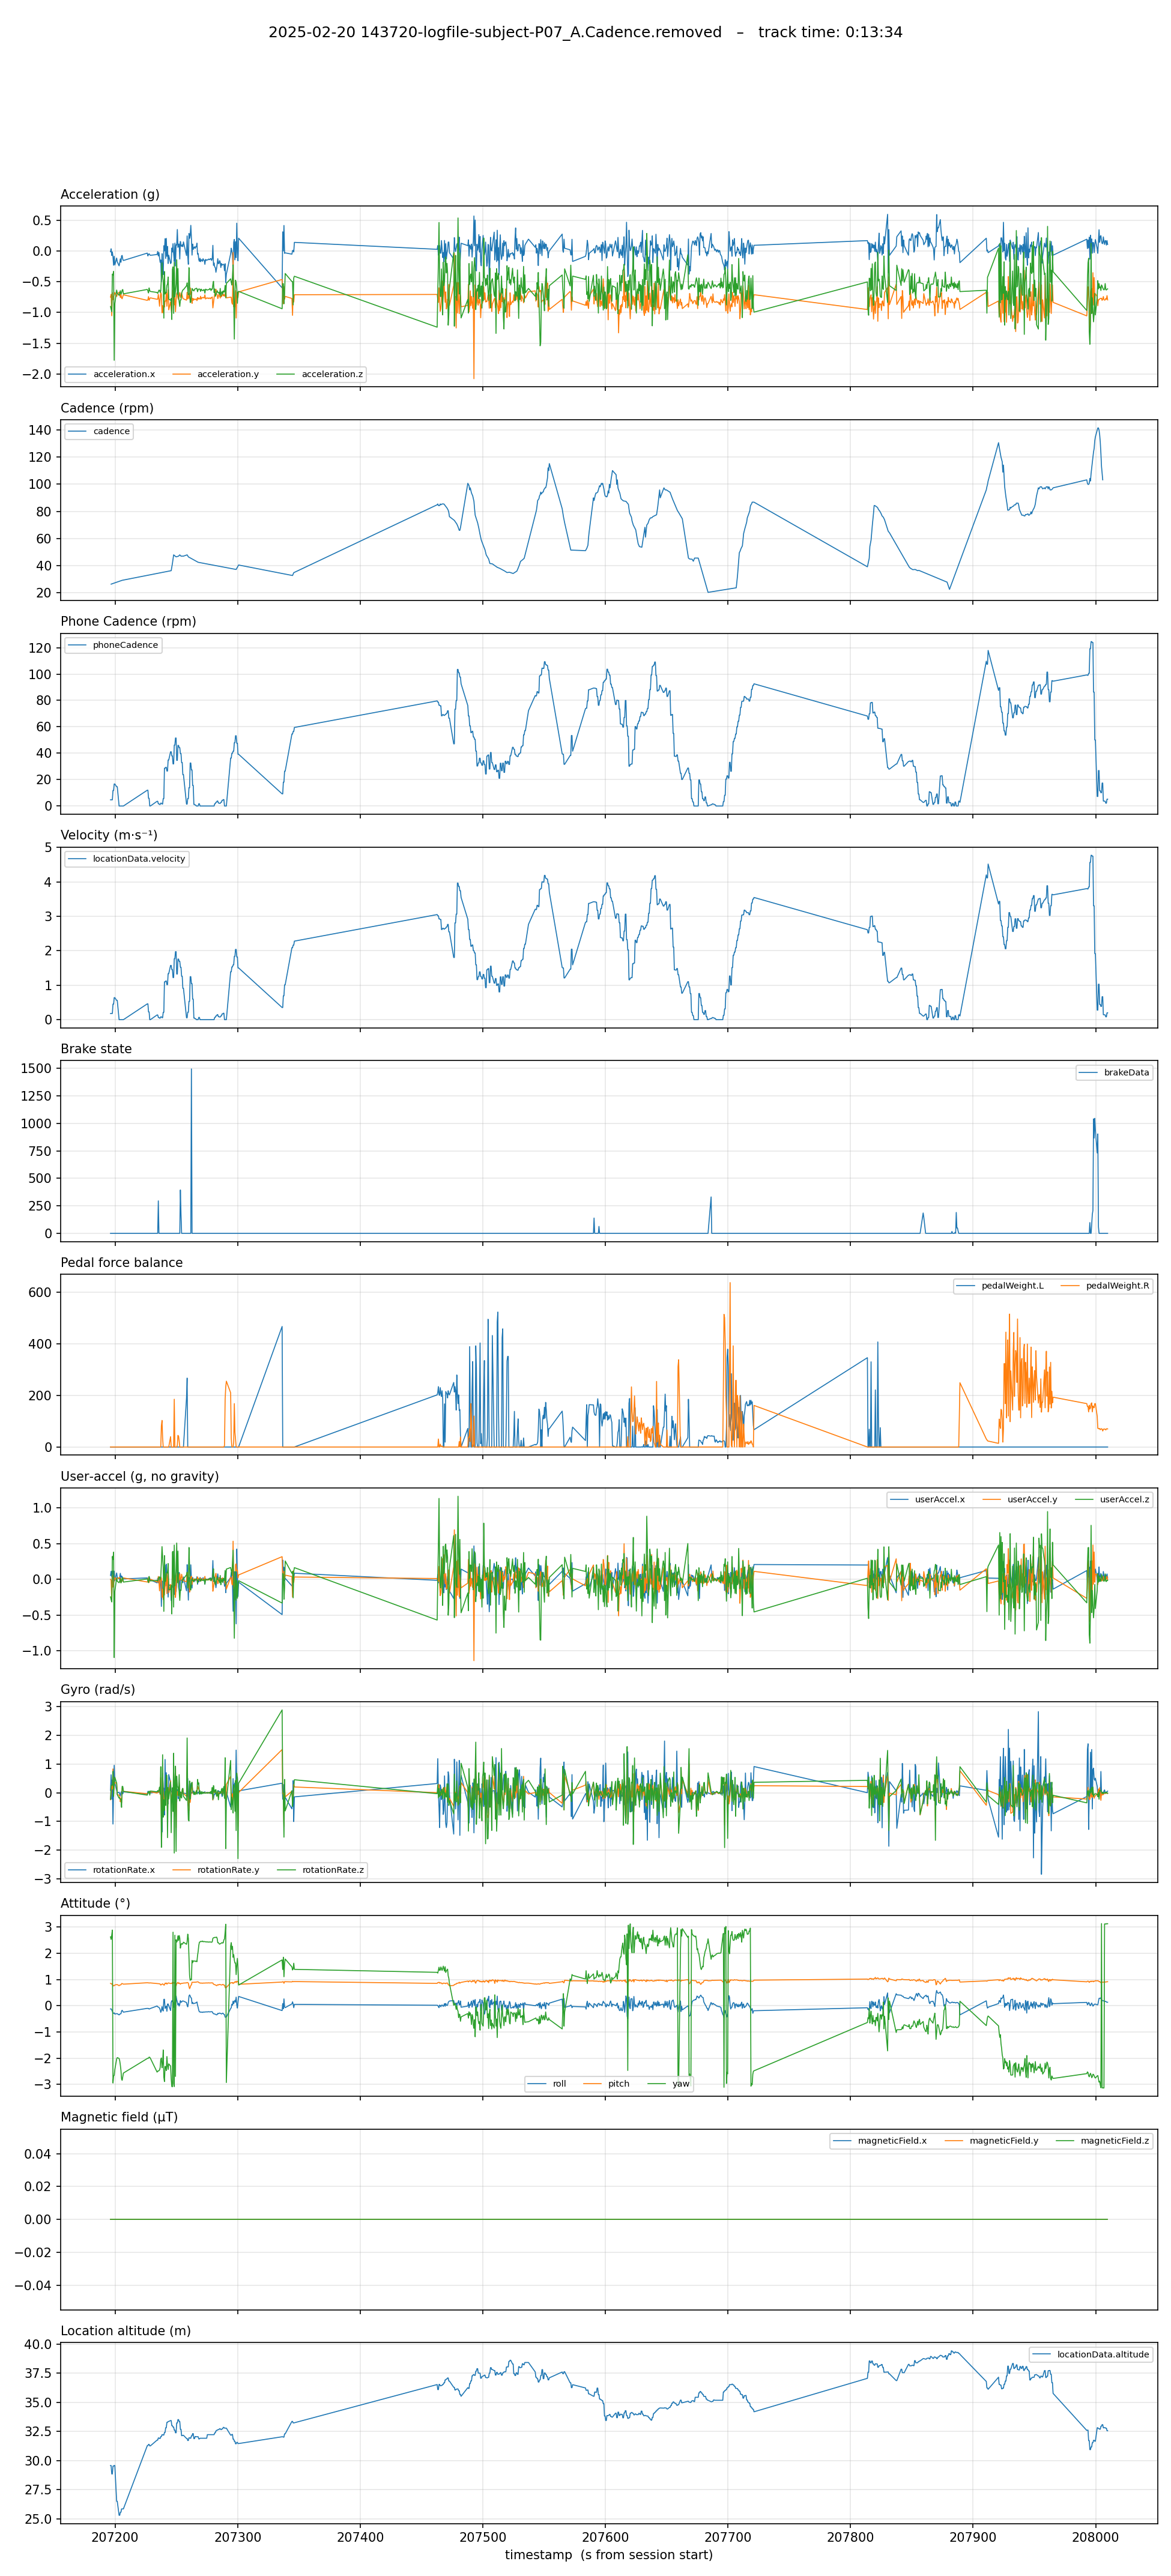 2025-02-20 143720-logfile-subject-P07_A.Cadence.removed – track time: 0:13:34
Acceleration (g)
0.5
0.0
−0.5
−1.0
−1.5
−2.0
acceleration.x acceleration.y acceleration.z
Cadence (rpm)
140
120
100
80
60
40
20
cadence
Phone Cadence (rpm)
120
100
80
60
40
20
0
phoneCadence
Velocity (m·s⁻¹)
5
4
3
2
1
0
locationData.velocity
Brake state
1500
1250
1000
750
500
250
0
brakeData
Pedal force balance
600
400
200
0
pedalWeight.L pedalWeight.R
User-accel (g, no gravity)
1.0
0.5
0.0
−0.5
−1.0
userAccel.x userAccel.y userAccel.z
Gyro (rad/s)
3
2
1
0
−1
−2
−3
rotationRate.x rotationRate.y rotationRate.z
Attitude (°)
3
2
1
0
−1
−2
−3
roll pitch yaw
Magnetic field (µT)
0.04
0.02
0.00
−0.02
−0.04
magneticField.x magneticField.y magneticField.z
Location altitude (m)
40.0
37.5
35.0
32.5
30.0
27.5
25.0
locationData.altitude
207200 207300 207400 207500 207600 207700 207800 207900 208000
timestamp (s from session start)